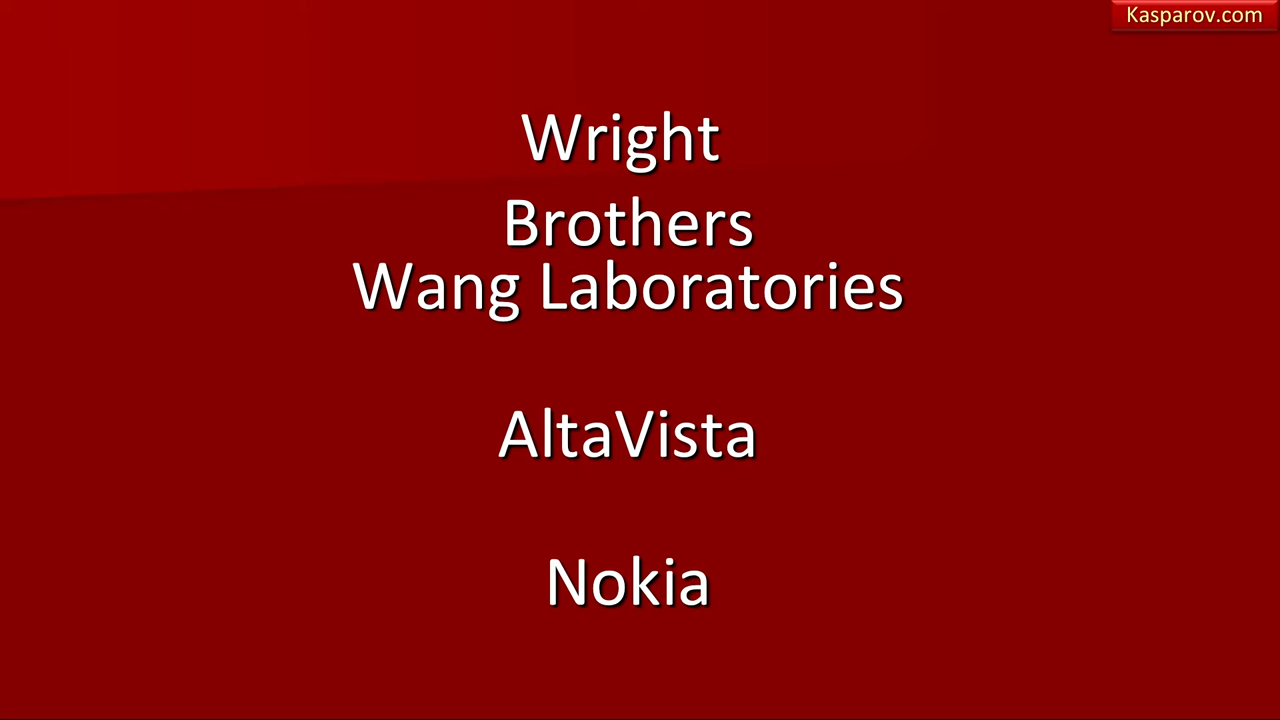 Kasparov.com
Wright
Brothers
Wang Laboratories
AltaVista
Nokia